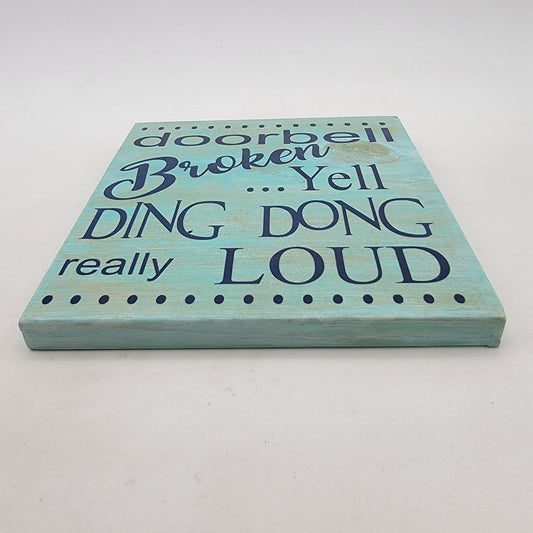 doorbell
Broken
...Yell
DING DONG
really LOUD